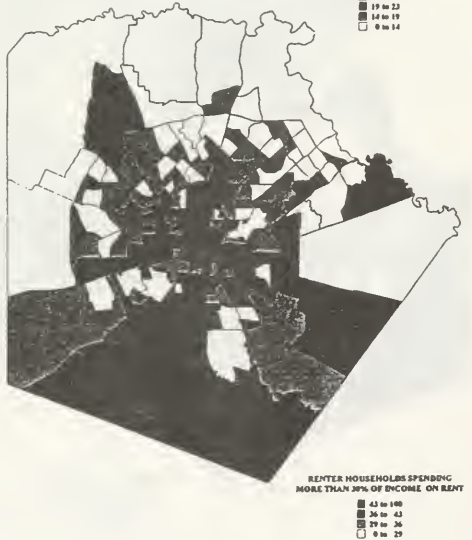 19 to 23
14 to 19
0 to 14
RENTER HOUSEHOLDS SPENDING
MORE THAN 30% OF INCOME ON RENT
43 to 100
36 to 43
29 to 36
0 to 29